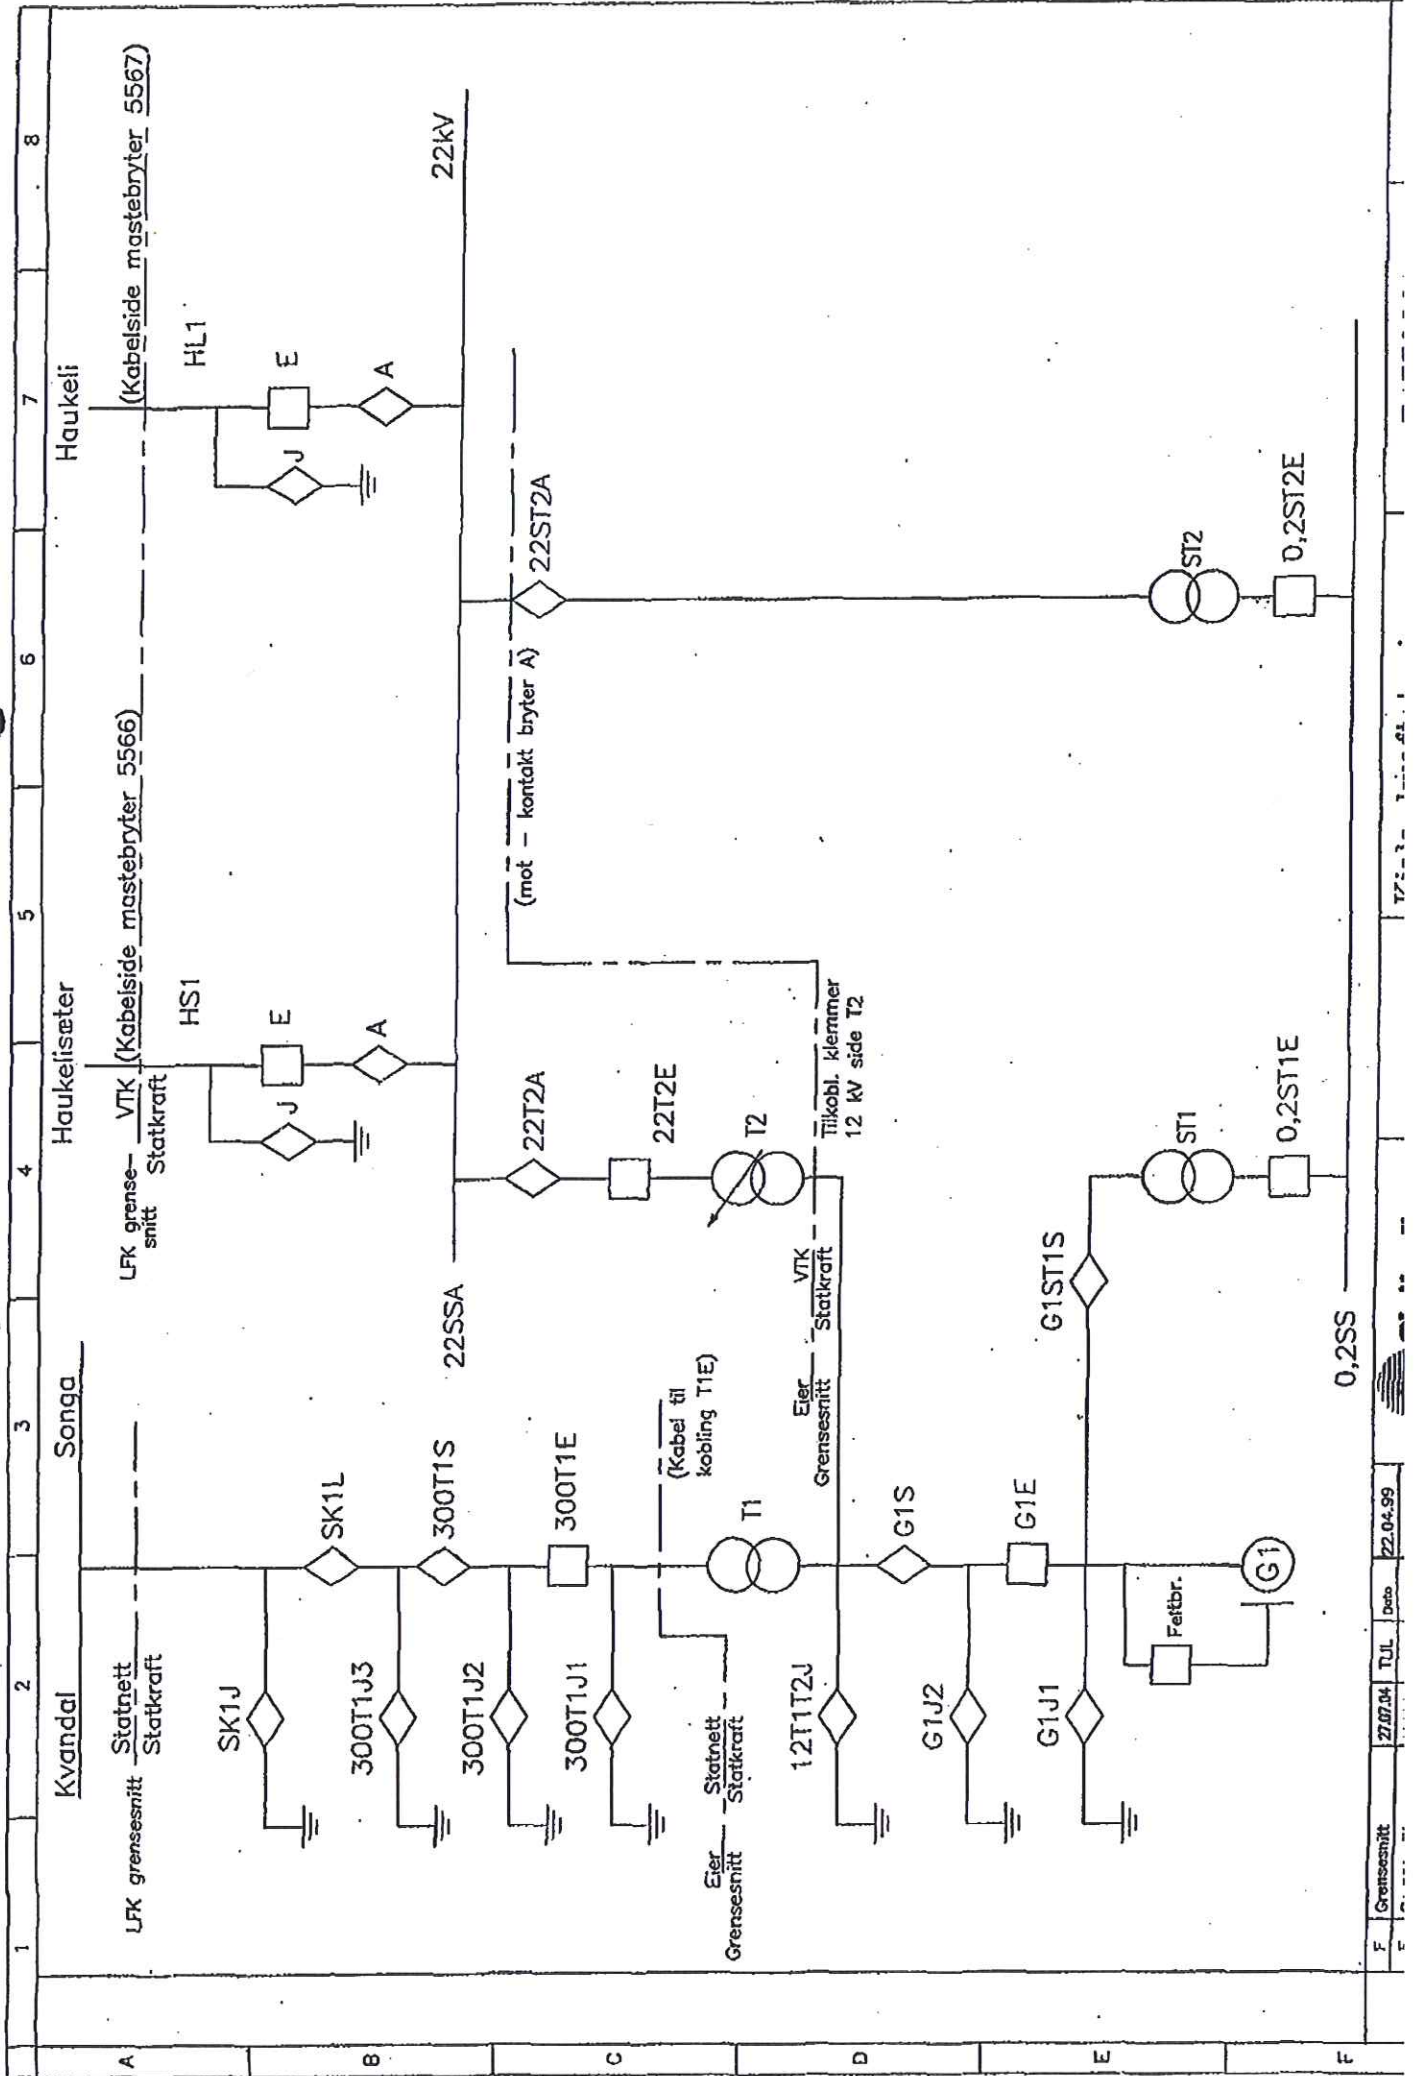 1 2 3 4 5 6 7 8
A
B
C
D
E
F
Kvandal Songa
LFK grensesnitt Statnett
Statkraft
SK1J
SK1L
300T1J3
300T1S
300T1J2
300T1E
300T1J1
(Kabel til
kobling T1E)
Eier
Grensesnitt
Statnett
Statkraft
T1
12T1T2J
G1S
G1J2
G1E
G1J1
Feltbr.
G1
Haukeliseter
LFK grense-
snitt
VTK
Statkraft
(Kabelside mastebryter 5566)
HS1
J
E
A
22SSA
22T2A
22T2E
T2
Eier
Grensesnitt
VTK
Statkraft
Tilkobl. klemmer
12 kV side T2
G1ST1S
ST1
0,2ST1E
0,2SS
Haukeli
(Kabelside mastebryter 5567)
HL1
J
E
A
22kV
(mot - kontakt bryter A)
22ST2A
ST2
0,2ST2E
F Grensesnitt 27.07.04 TUL Dato 22.04.99